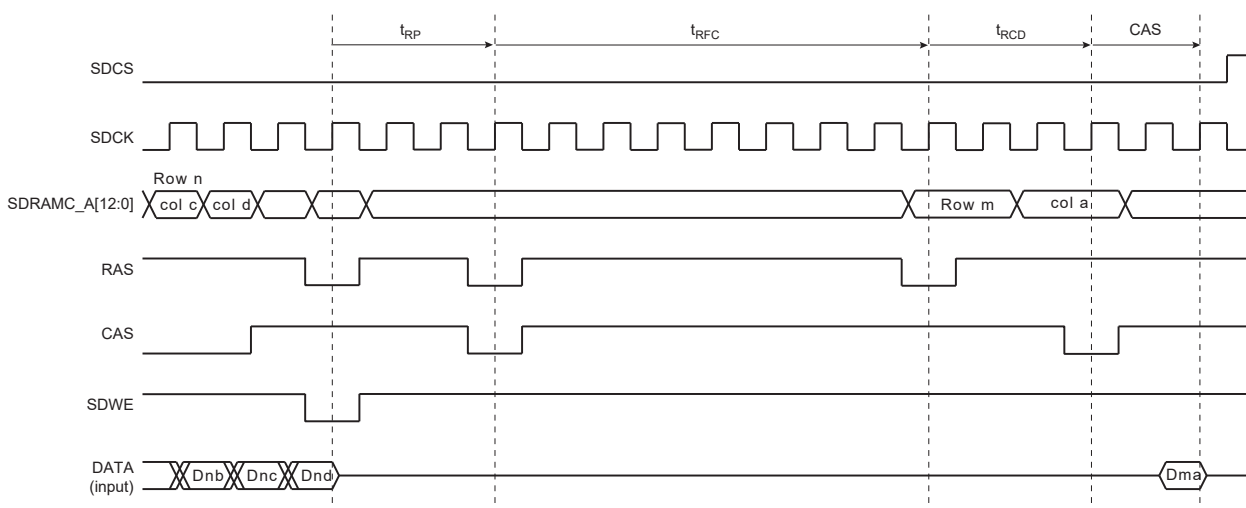 tRP tRFC tRCD CAS
SDCS
SDCK
Row n
SDRAMC_A[12:0] col c col d Row m col a
RAS
CAS
SDWE
DATA Dnb Dnc Dnd Dma
(input)